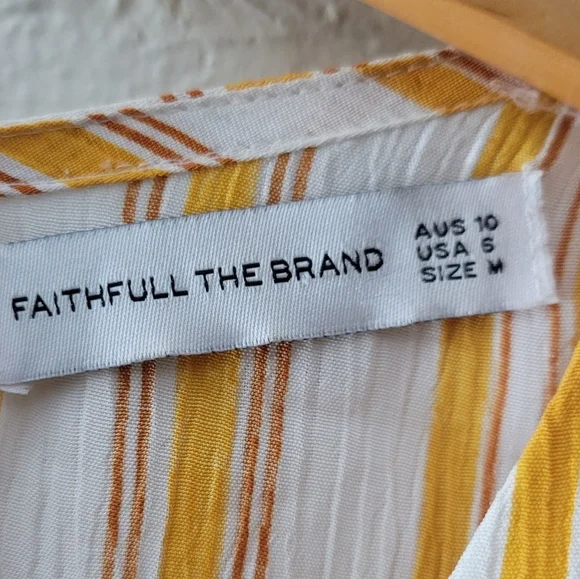 FAITHFULL THE BRAND
AUS 10
USA 6
SIZE M